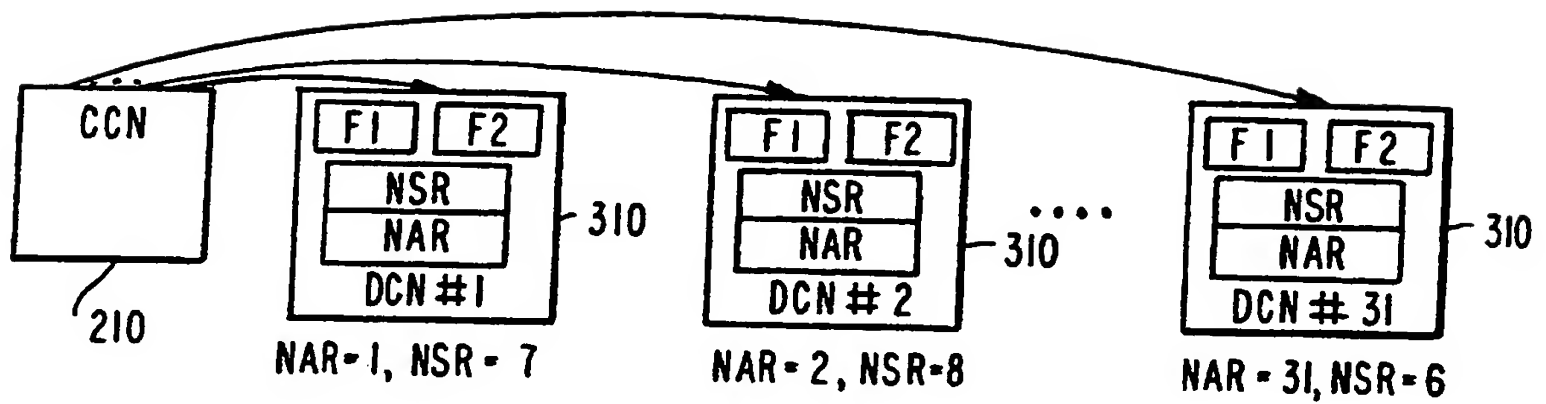 CCN
210
F1 F2
NSR
NAR
DCN #1
310
NAR=1, NSR=7
F1 F2
NSR
NAR
DCN # 2
310
NAR=2, NSR=8
....
F1 F2
NSR
NAR
DCN # 31
310
NAR=31, NSR=6